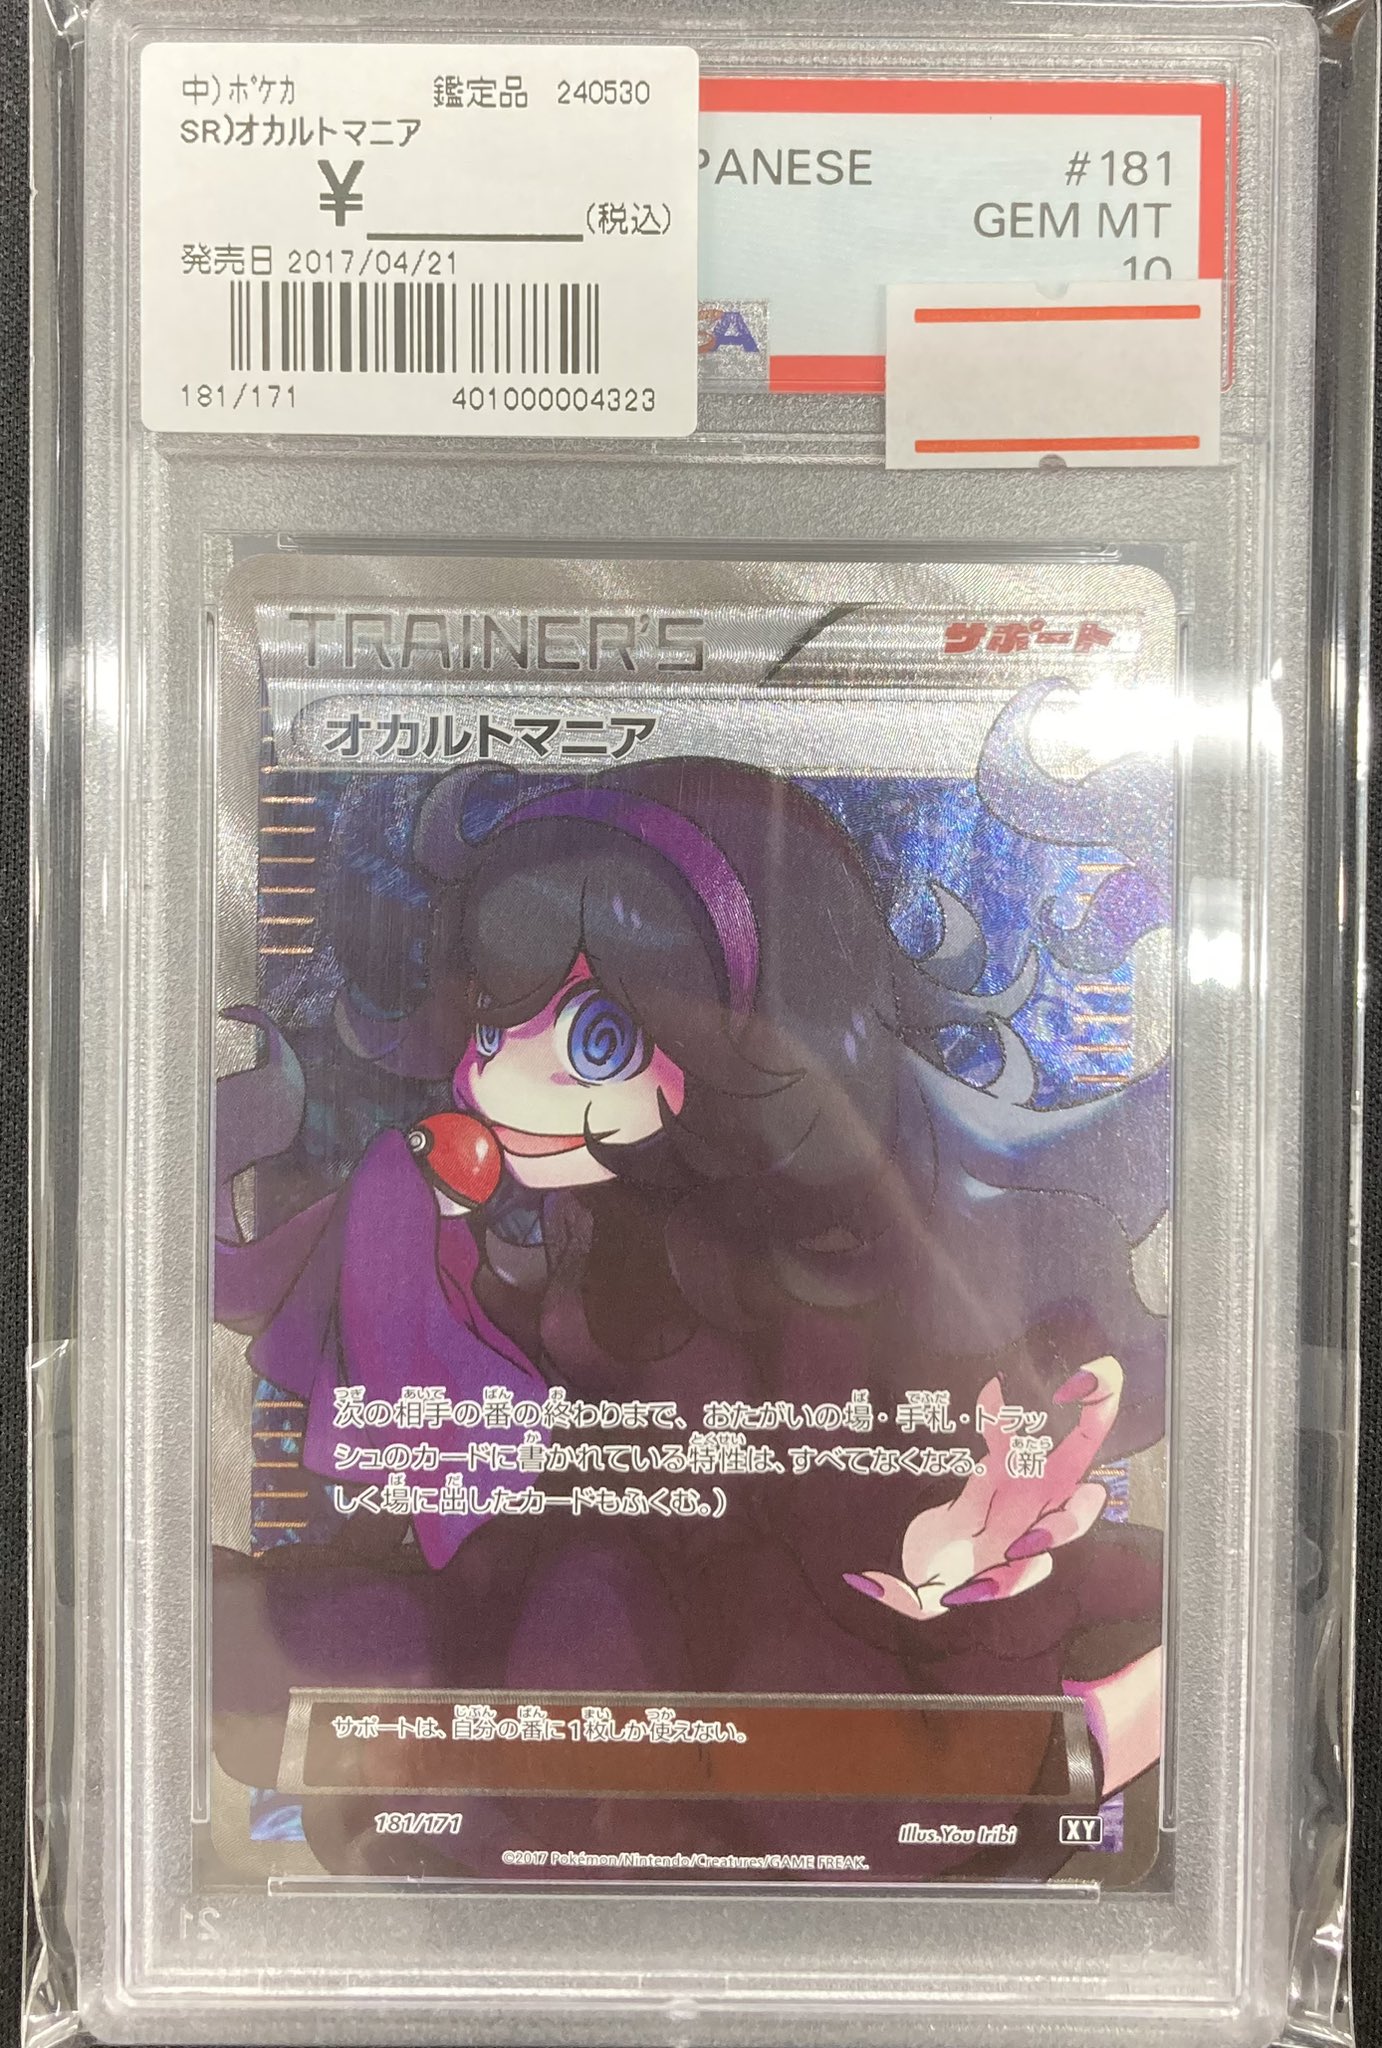 中)ポケカ 鑑定品 240530
SR)オカルトマニア
¥ (税込)
発売日 2017/04/21
181/171 401000004323
PANESE #181
GEM MT
10
TRAINER'S サポート
オカルトマニア
次の相手の番の終わりまで、おたがいの場・手札・トラッ
シュのカードに書かれている特性は、すべてなくなる。(新
しく場に出したカードもふくむ。)
サポートは、自分の番に1枚しか使えない。
181/171 Illus.You Iribi XY
©2017 Pokémon/Nintendo/Creatures/GAME FREAK.